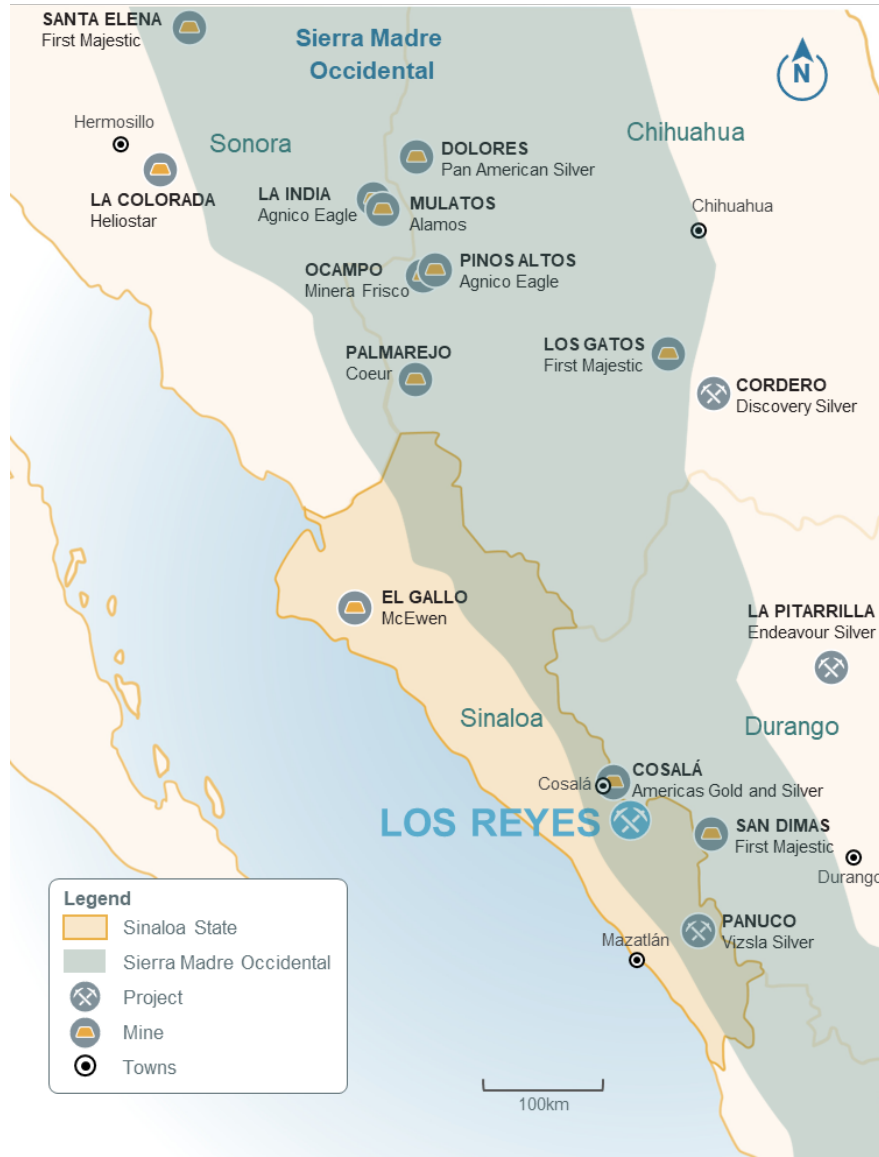 SANTA ELENA
First Majestic
Sierra Madre
Occidental
N
Hermosillo
Sonora
Chihuahua
DOLORES
Pan American Silver
LA COLORADA
Heliostar
LA INDIA
Agnico Eagle
MULATOS
Alamos
Chihuahua
OCAMPO
Minera Frisco
PINOS ALTOS
Agnico Eagle
PALMAREJO
Coeur
LOS GATOS
First Majestic
CORDERO
Discovery Silver
EL GALLO
McEwen
LA PITARRILLA
Endeavour Silver
Sinaloa
Durango
Cosalá
COSALÁ
Americas Gold and Silver
LOS REYES
SAN DIMAS
First Majestic
Durango
PANUCO
Vizsla Silver
Mazatlán
Legend
Sinaloa State
Sierra Madre Occidental
Project
Mine
Towns
100km